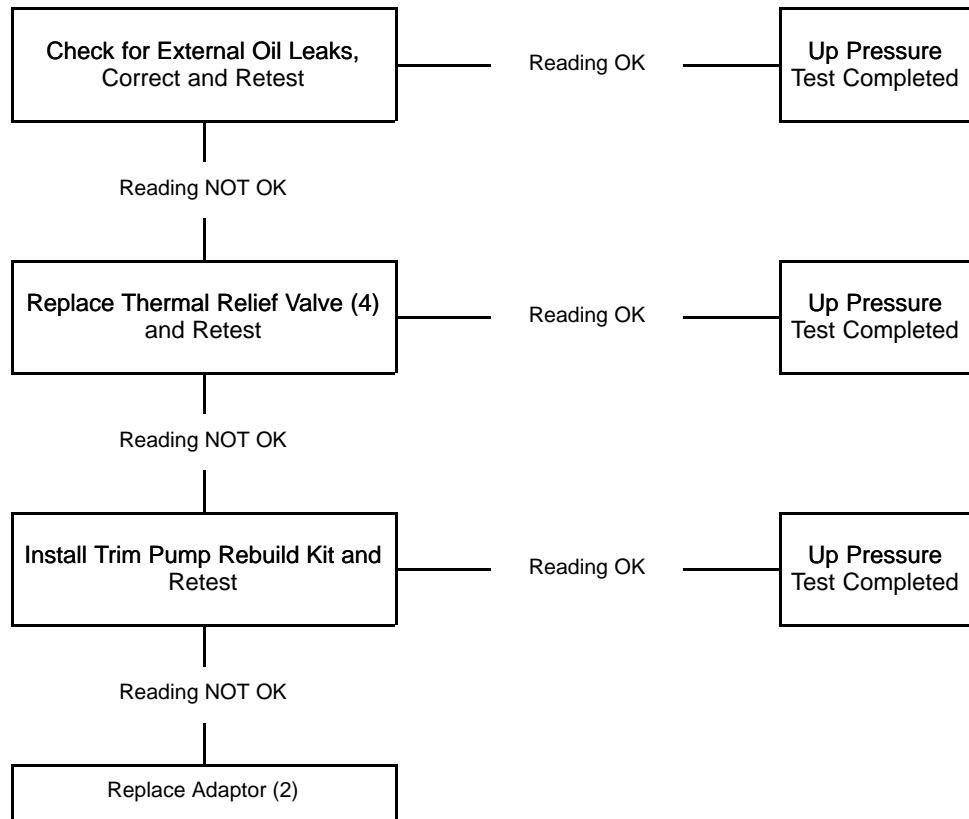 Check for External Oil Leaks,
Correct and Retest
Reading OK
Up Pressure
Test Completed
Reading NOT OK
Replace Thermal Relief Valve (4)
and Retest
Reading OK
Up Pressure
Test Completed
Reading NOT OK
Install Trim Pump Rebuild Kit and
Retest
Reading OK
Up Pressure
Test Completed
Reading NOT OK
Replace Adaptor (2)